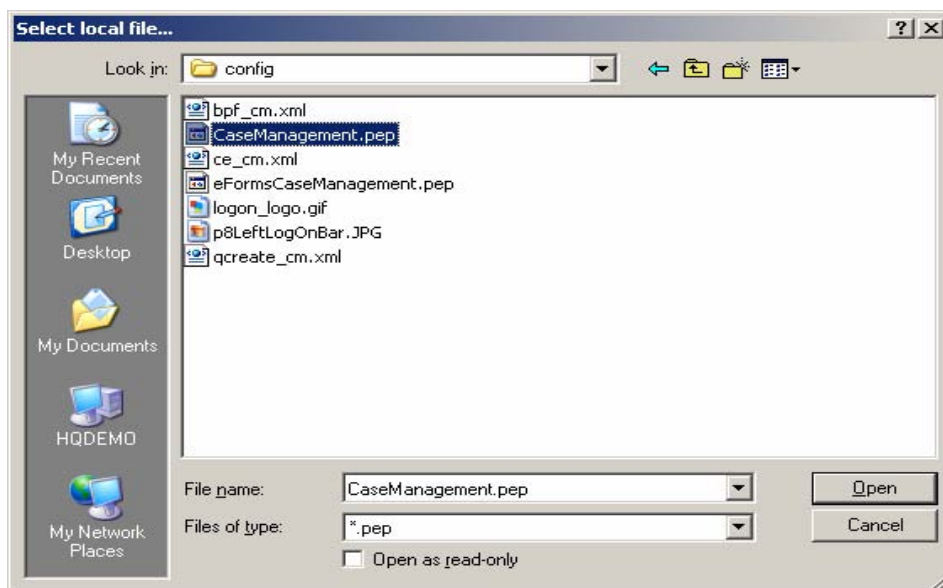 Select local file...
Look in:
config
My Recent
Documents
Desktop
My Documents
HQDEMO
My Network
Places
bpf_cm.xml
CaseManagement.pep
ce_cm.xml
eFormsCaseManagement.pep
logon_logo.gif
p8LeftLogOnBar.JPG
qcreate_cm.xml
File name:
CaseManagement.pep
Open
Files of type:
*.pep
Cancel
Open as read-only